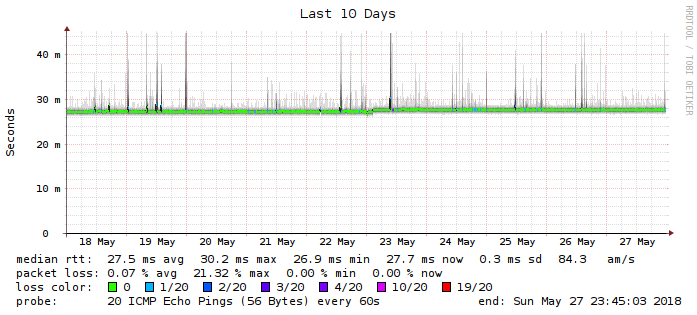 Last 10 Days
RRDTOOL / TOBI OETIKER
Seconds
40 m
30 m
20 m
10 m
0
18 May 19 May 20 May 21 May 22 May 23 May 24 May 25 May 26 May 27 May
median rtt: 27.5 ms avg 30.2 ms max 26.9 ms min 27.7 ms now 0.3 ms sd 84.3 am/s
packet loss: 0.07 % avg 21.32 % max 0.00 % min 0.00 % now
loss color: 0 1/20 2/20 3/20 4/20 10/20 19/20
probe: 20 ICMP Echo Pings (56 Bytes) every 60s end: Sun May 27 23:45:03 2018